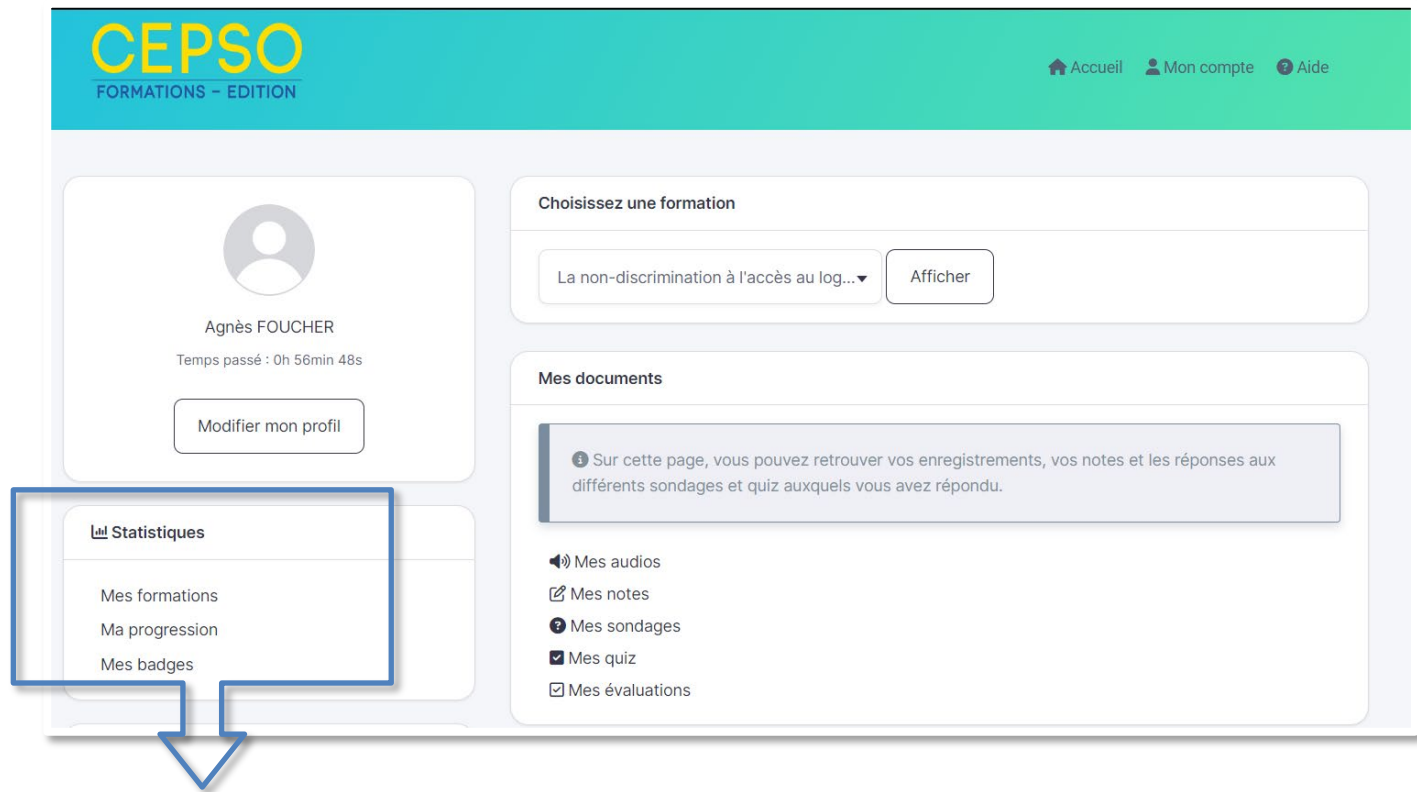 CEPSO
FORMATIONS - EDITION
Accueil Mon compte Aide
Agnès FOUCHER
Temps passé : 0h 56min 48s
Modifier mon profil
Statistiques
Mes formations
Ma progression
Mes badges
Choisissez une formation
La non-discrimination à l'accès au log... Afficher
Mes documents
Sur cette page, vous pouvez retrouver vos enregistrements, vos notes et les réponses aux
différents sondages et quiz auxquels vous avez répondu.
Mes audios
Mes notes
Mes sondages
Mes quiz
Mes évaluations